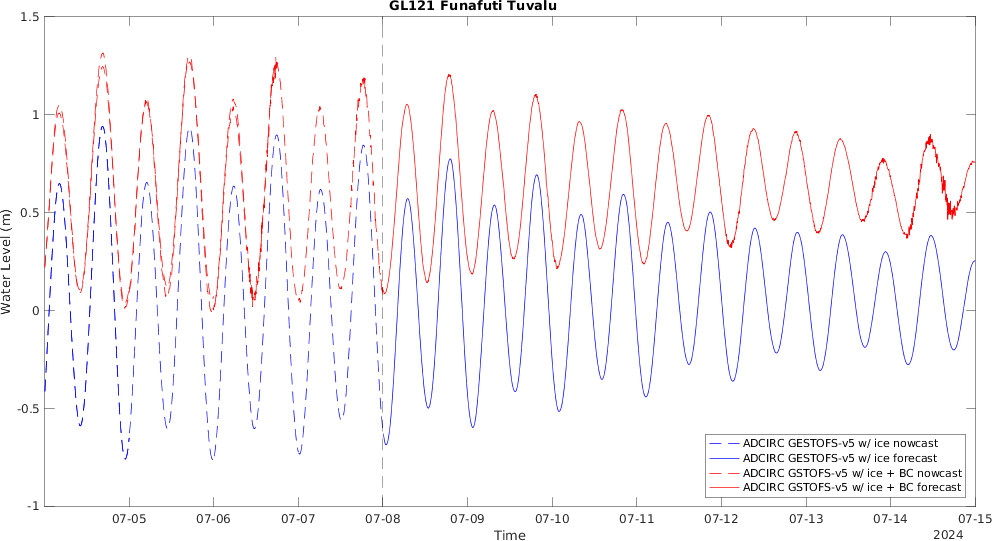 GL121 Funafuti Tuvalu
1.5
1
0.5
0
-0.5
-1
Water Level (m)
07-05 07-06 07-07 07-08 07-09 07-10 07-11 07-12 07-13 07-14 07-15
Time
2024
ADCIRC GESTOFS-v5 w/ ice nowcast
ADCIRC GESTOFS-v5 w/ ice forecast
ADCIRC GSTOFS-v5 w/ ice + BC nowcast
ADCIRC GSTOFS-v5 w/ ice + BC forecast